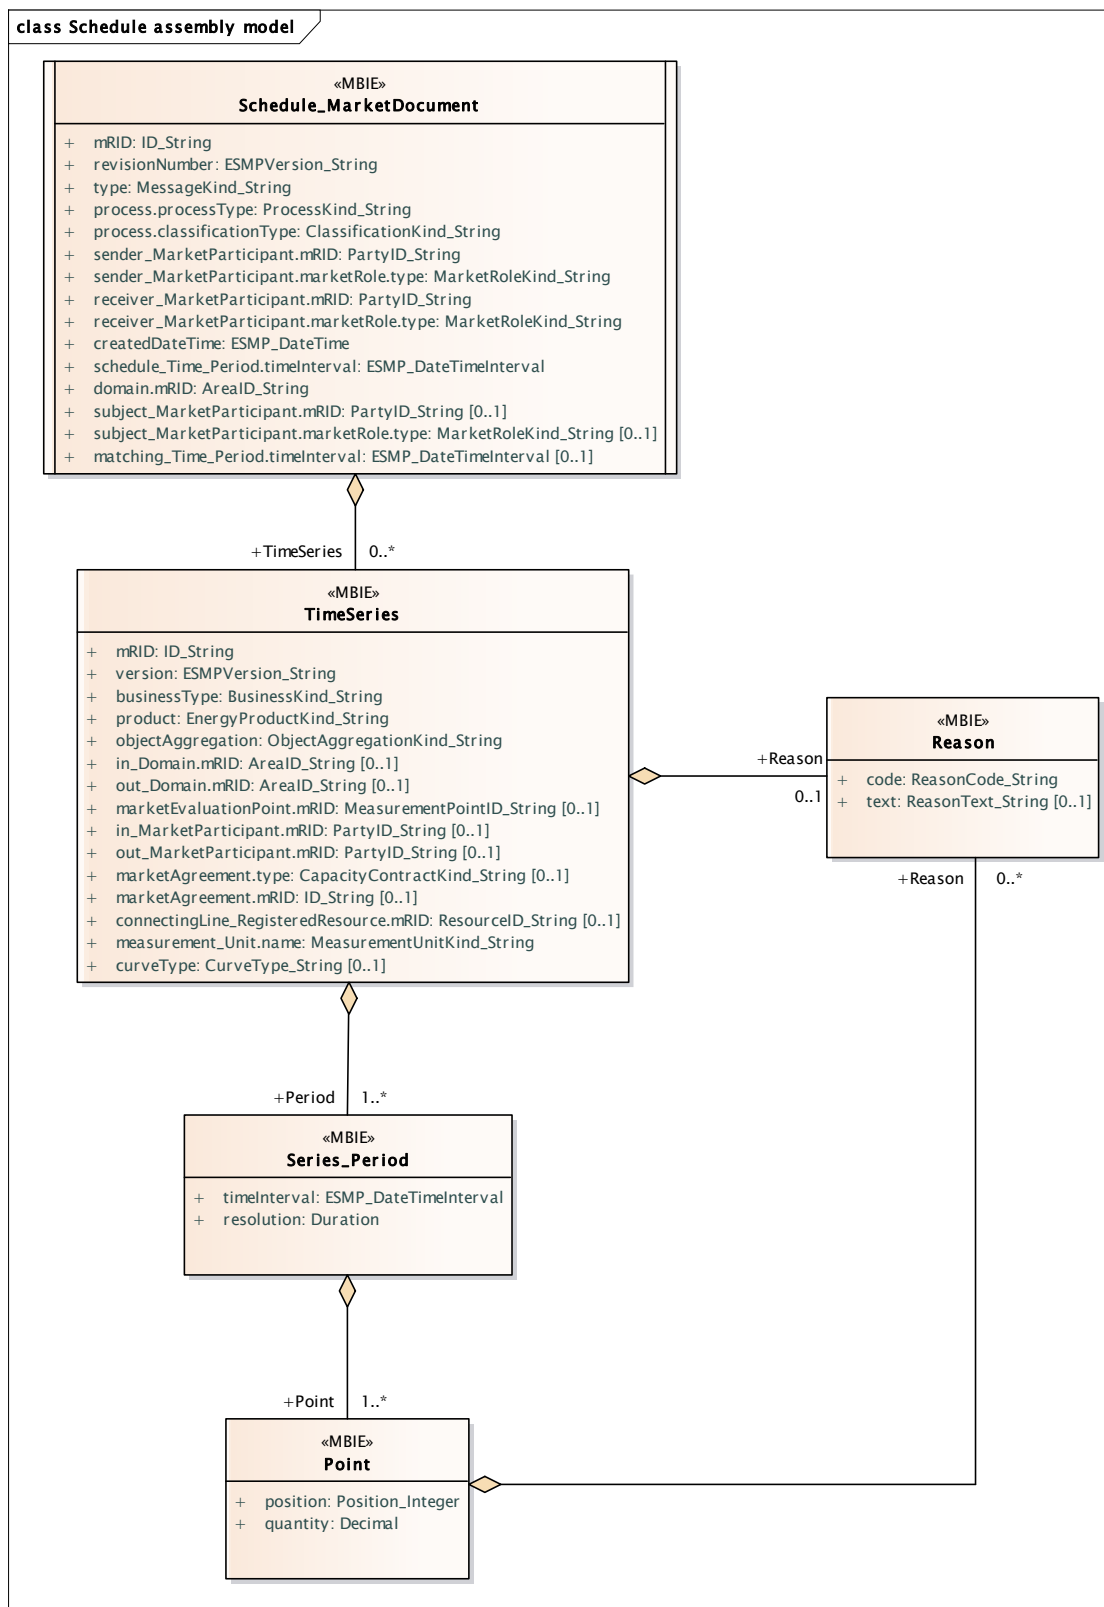 class Schedule assembly model
«MBIE»
Schedule_MarketDocument
+ mRID: ID_String
+ revisionNumber: ESMPVersion_String
+ type: MessageKind_String
+ process.processType: ProcessKind_String
+ process.classificationType: ClassificationKind_String
+ sender_MarketParticipant.mRID: PartyID_String
+ sender_MarketParticipant.marketRole.type: MarketRoleKind_String
+ receiver_MarketParticipant.mRID: PartyID_String
+ receiver_MarketParticipant.marketRole.type: MarketRoleKind_String
+ createdDateTime: ESMP_DateTime
+ schedule_Time_Period.timeInterval: ESMP_DateTimeInterval
+ domain.mRID: AreaID_String
+ subject_MarketParticipant.mRID: PartyID_String [0..1]
+ subject_MarketParticipant.marketRole.type: MarketRoleKind_String [0..1]
+ matching_Time_Period.timeInterval: ESMP_DateTimeInterval [0..1]
+TimeSeries 0..*
«MBIE»
TimeSeries
+ mRID: ID_String
+ version: ESMPVersion_String
+ businessType: BusinessKind_String
+ product: EnergyProductKind_String
+ objectAggregation: ObjectAggregationKind_String
+ in_Domain.mRID: AreaID_String [0..1]
+ out_Domain.mRID: AreaID_String [0..1]
+ marketEvaluationPoint.mRID: MeasurementPointID_String [0..1]
+ in_MarketParticipant.mRID: PartyID_String [0..1]
+ out_MarketParticipant.mRID: PartyID_String [0..1]
+ marketAgreement.type: CapacityContractKind_String [0..1]
+ marketAgreement.mRID: ID_String [0..1]
+ connectingLine_RegisteredResource.mRID: ResourceID_String [0..1]
+ measurement_Unit.name: MeasurementUnitKind_String
+ curveType: CurveType_String [0..1]
+Reason
0..1
«MBIE»
Reason
+ code: ReasonCode_String
+ text: ReasonText_String [0..1]
+Reason 0..*
+Period 1..*
«MBIE»
Series_Period
+ timeInterval: ESMP_DateTimeInterval
+ resolution: Duration
+Point 1..*
«MBIE»
Point
+ position: Position_Integer
+ quantity: Decimal